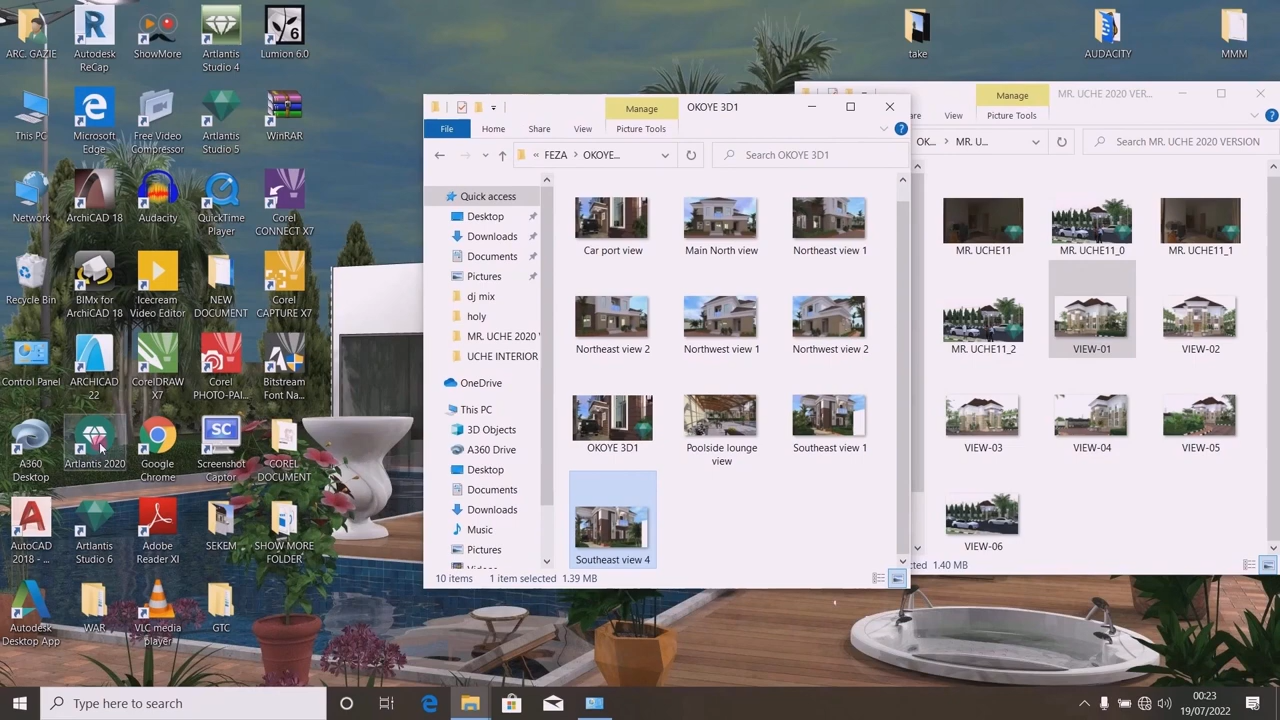 ARC. GAZIE
Autodesk
ReCap
ShowMore
Artlantis
Studio 4
Lumion 6.0
take
AUDACITY
MMM
This PC
Microsoft
Edge
Free Video
Compressor
Artlantis
Studio 5
WinRAR
Network
ArchiCAD 18
Audacity
QuickTime
Player
Corel
CONNECT X7
Recycle Bin
BIMx for
ArchiCAD 18
Icecream
Video Editor
NEW
DOCUMENT
Corel
CAPTURE X7
Control Panel
ARCHICAD
22
CorelDRAW
X7
Corel
PHOTO-PAI...
Bitstream
Font Na...
A360
Desktop
Artlantis 2020
Google
Chrome
Screenshot
Captor
COREL
DOCUMENT
AutoCAD
2018 - ...
Artlantis
Studio 6
Adobe
Reader XI
SEKEM
SHOW MORE
FOLDER
Autodesk
Desktop App
WAR
VLC media
player
GTC
Manage
OKOYE 3D1
File
Home
Share
View
Picture Tools
« FEZA > OKOYE...
Search OKOYE 3D1
Quick access
Desktop
Downloads
Documents
Pictures
dj mix
holy
MR. UCHE 2020
UCHE INTERIOR
OneDrive
This PC
3D Objects
A360 Drive
Desktop
Documents
Downloads
Music
Pictures
Car port view
Main North view
Northeast view 1
Northeast view 2
Northwest view 1
Northwest view 2
OKOYE 3D1
Poolside lounge
view
Southeast view 1
Southeast view 4
10 items
1 item selected 1.39 MB
Manage
MR. UCHE 2020 VER...
are
View
Picture Tools
OK... > MR. U...
Search MR. UCHE 2020 VERSION
MR. UCHE11
MR. UCHE11_0
MR. UCHE11_1
MR. UCHE11_2
VIEW-01
VIEW-02
VIEW-03
VIEW-04
VIEW-05
VIEW-06
cted 1.40 MB
Type here to search
00:23
19/07/2022